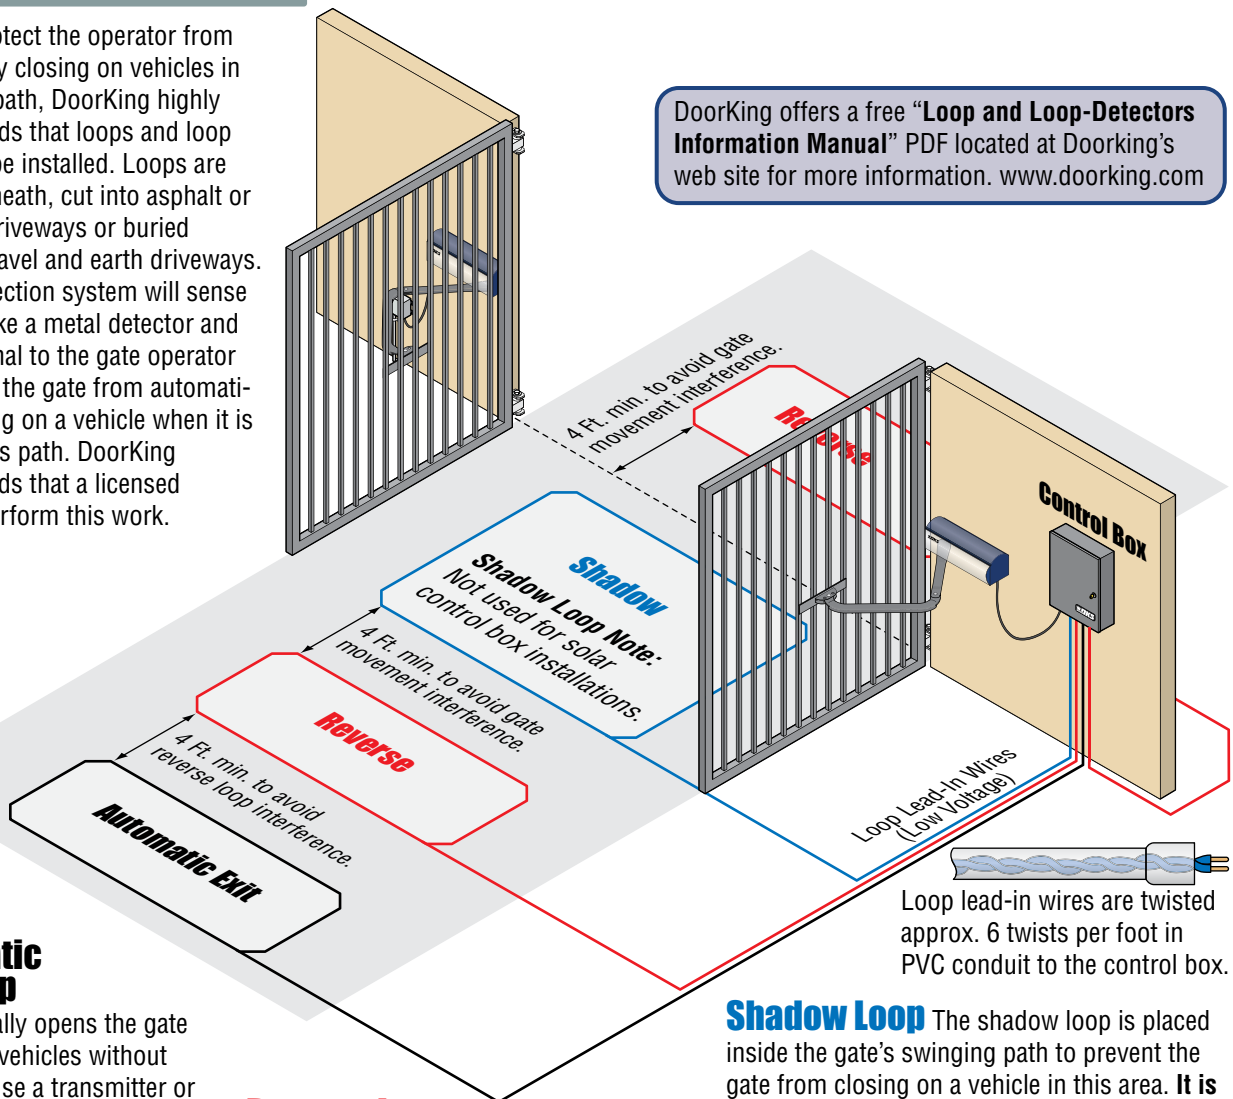 otect the operator from
y closing on vehicles in
path, DoorKing highly
ds that loops and loop
be installed. Loops are
neath, cut into asphalt or
riveways or buried
avel and earth driveways.
ection system will sense
ke a metal detector and
nal to the gate operator
the gate from automati-
ng on a vehicle when it is
s path. DoorKing
ds that a licensed
erform this work.
DoorKing offers a free “Loop and Loop-Detectors
Information Manual” PDF located at Doorking’s
web site for more information. www.doorking.com
4 Ft. min. to avoid gate
movement interference.
Reverse
Control Box
Shadow
Shadow Loop Note:
Not used for solar
control box installations.
4 Ft. min. to avoid gate
movement interference.
Reverse
4 Ft. min. to avoid
reverse loop interference.
Automatic Exit
Loop Lead-In Wires
(Low Voltage)
Loop lead-in wires are twisted
approx. 6 twists per foot in
PVC conduit to the control box.
atic
p
ally opens the gate
vehicles without
se a transmitter or
Shadow Loop The shadow loop is placed
inside the gate’s swinging path to prevent the
gate from closing on a vehicle in this area. It is